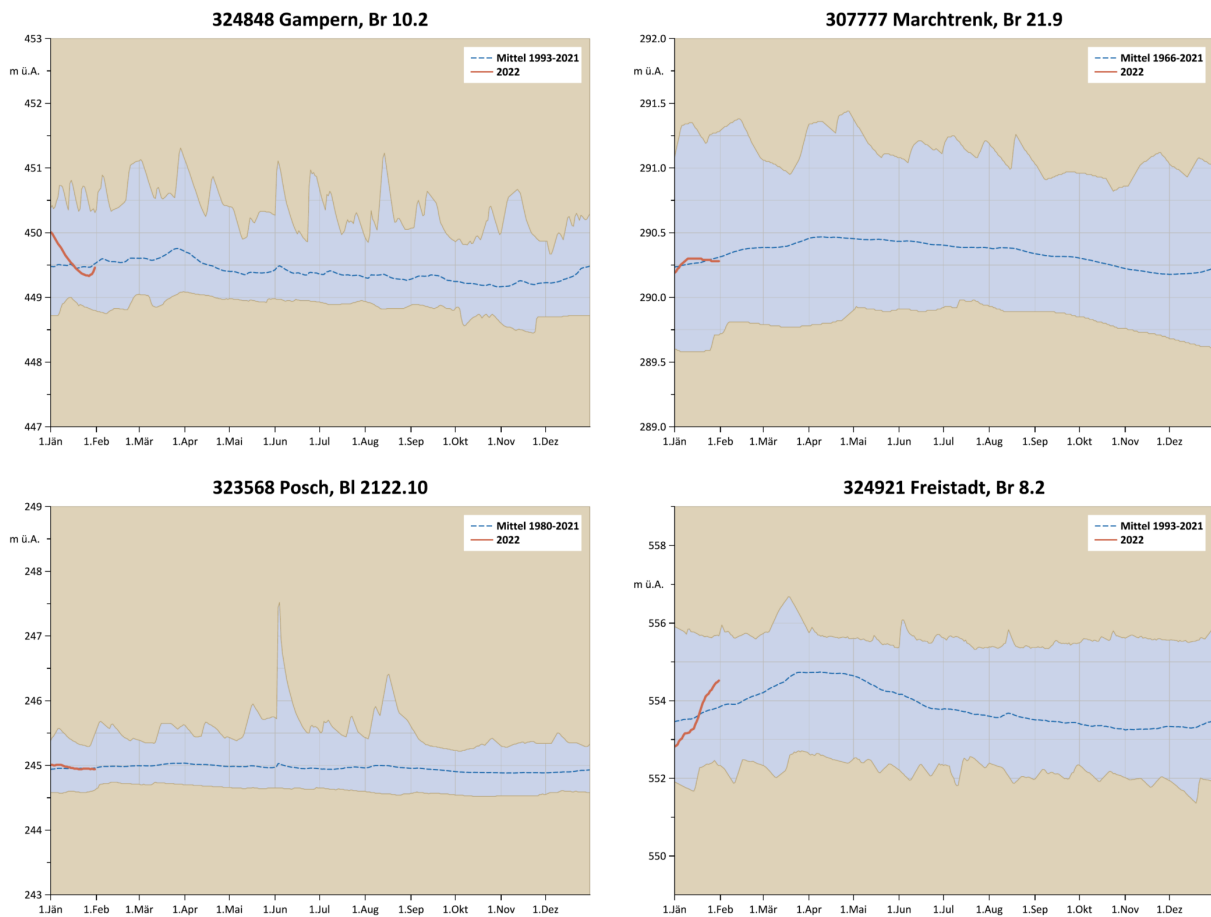 324848 Gampern, Br 10.2
453
m ü.A.
452
451
450
449
448
447
Mittel 1993-2021
2022
1.Jän 1.Feb 1.Mär 1.Apr 1.Mai 1.Jun 1.Jul 1.Aug 1.Sep 1.Okt 1.Nov 1.Dez
307777 Marchtrenk, Br 21.9
292.0
m ü.A.
291.5
291.0
290.5
290.0
289.5
289.0
Mittel 1966-2021
2022
1.Jän 1.Feb 1.Mär 1.Apr 1.Mai 1.Jun 1.Jul 1.Aug 1.Sep 1.Okt 1.Nov 1.Dez
323568 Posch, Bl 2122.10
249
m ü.A.
248
247
246
245
244
243
Mittel 1980-2021
2022
1.Jän 1.Feb 1.Mär 1.Apr 1.Mai 1.Jun 1.Jul 1.Aug 1.Sep 1.Okt 1.Nov 1.Dez
324921 Freistadt, Br 8.2
558
m ü.A.
556
554
552
550
Mittel 1993-2021
2022
1.Jän 1.Feb 1.Mär 1.Apr 1.Mai 1.Jun 1.Jul 1.Aug 1.Sep 1.Okt 1.Nov 1.Dez